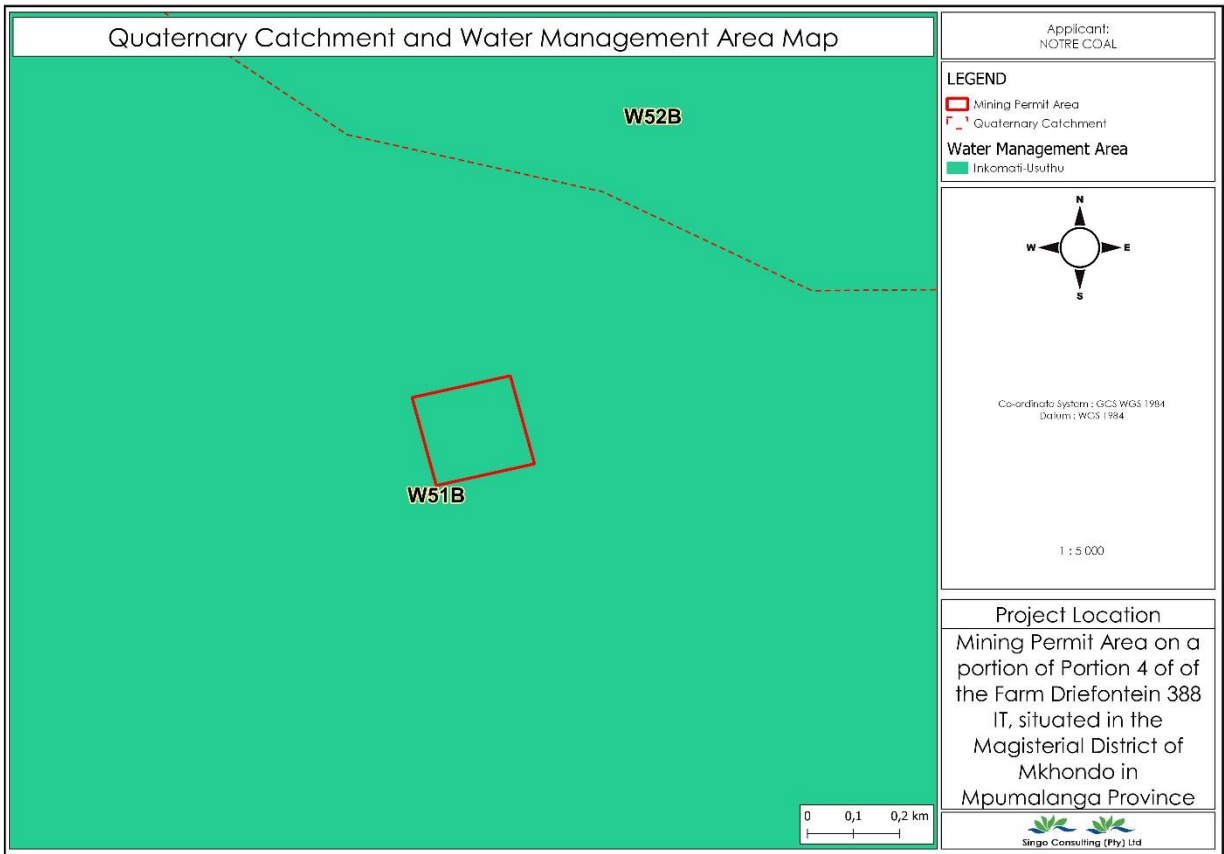 Quaternary Catchment and Water Management Area Map
W52B
W51B
0 0,1 0,2 km
Applicant:
NOTRE COAL
LEGEND
Mining Permit Area
Quaternary Catchment
Water Management Area
Inkomati-Usuthu
N
W E
S
Co-ordinate System : GCS WGS 1984
Datum : WGS 1984
1 : 5 000
Project Location
Mining Permit Area on a
portion of Portion 4 of of
the Farm Driefontein 388
IT, situated in the
Magisterial District of
Mkhondo in
Mpumalanga Province
Singo Consulting (Pty) Ltd